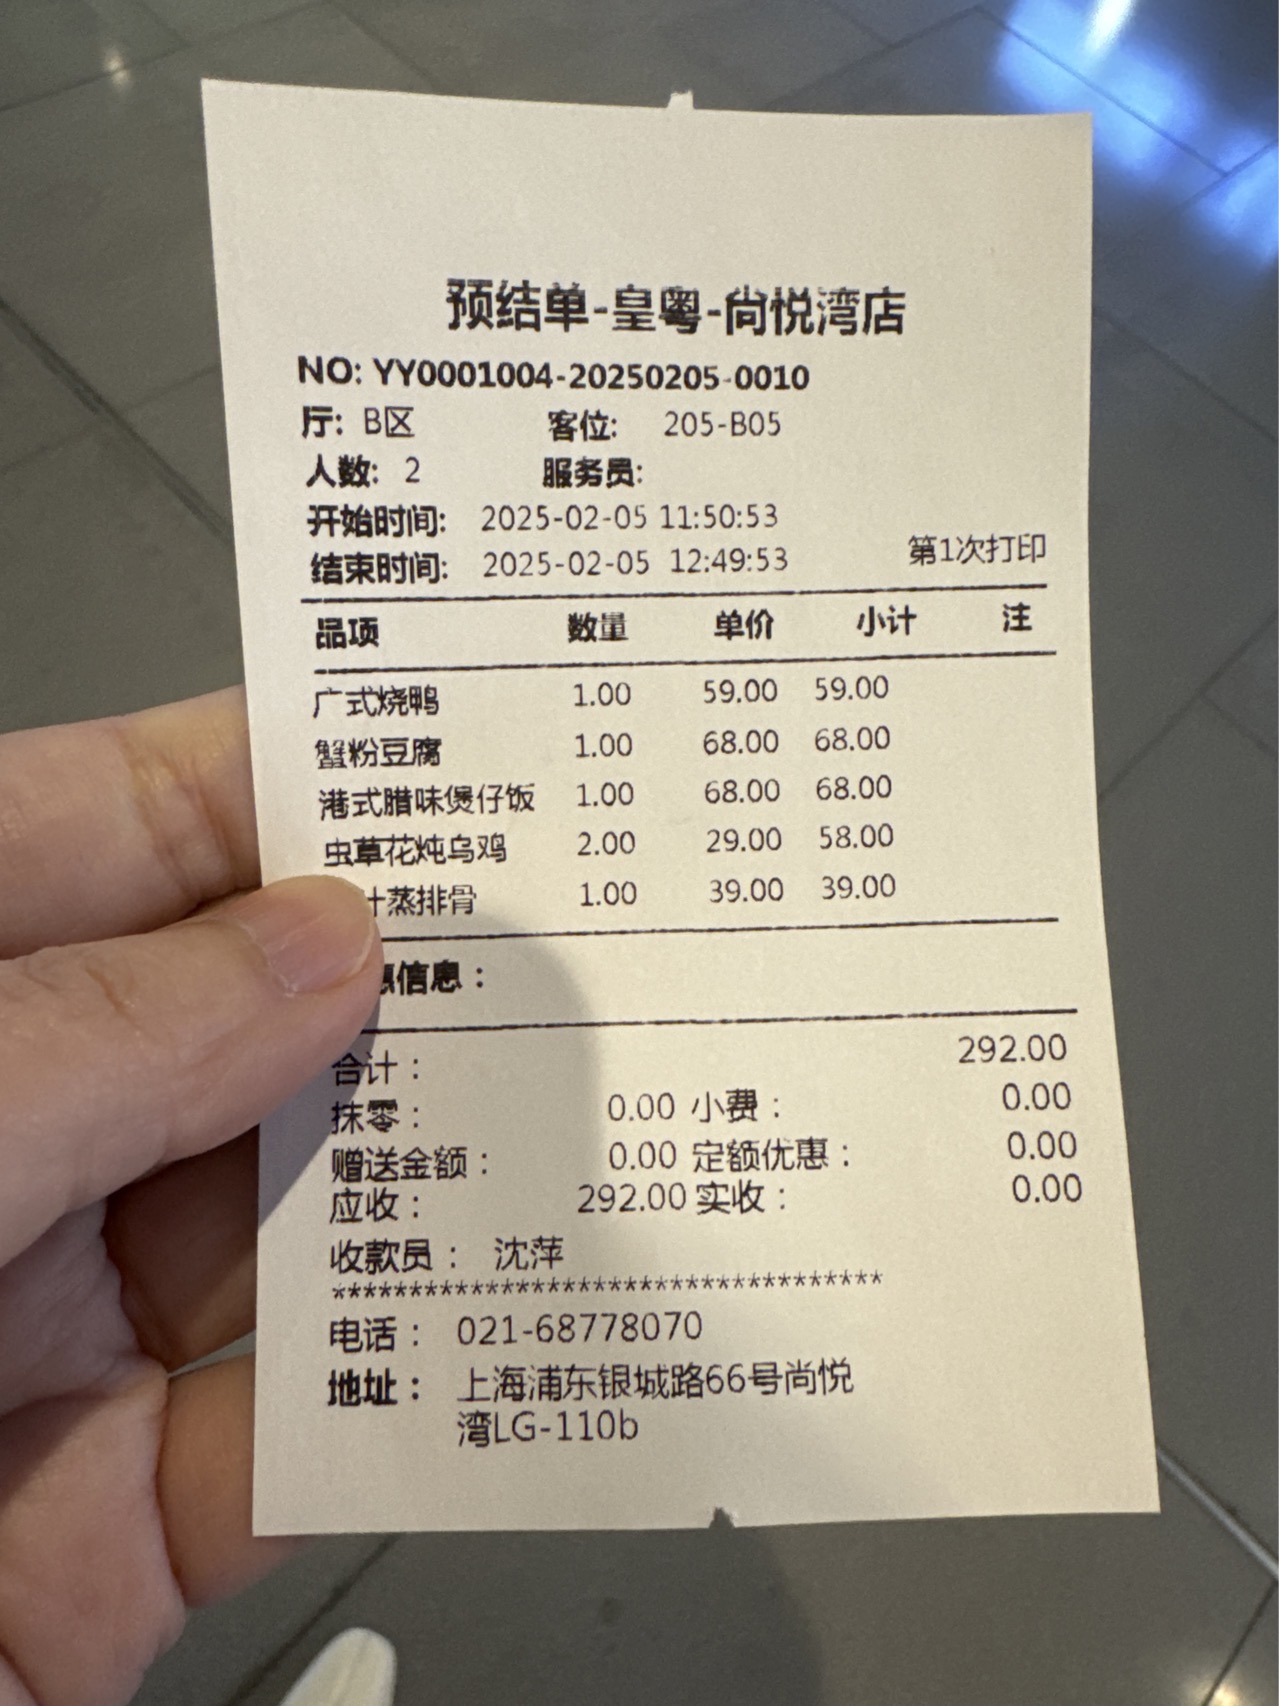 预结单-皇粤-尚悦湾店
NO: YY0001004-20250205-0010
厅: B区 客位: 205-B05
人数: 2 服务员:
开始时间: 2025-02-05 11:50:53
结束时间: 2025-02-05 12:49:53 第1次打印
品项 数量 单价 小计 注
广式烧鸭 1.00 59.00 59.00
蟹粉豆腐 1.00 68.00 68.00
港式腊味煲仔饭 1.00 68.00 68.00
虫草花炖乌鸡 2.00 29.00 58.00
汁蒸排骨 1.00 39.00 39.00
惠信息：
合计： 292.00
抹零： 0.00 小费： 0.00
赠送金额： 0.00 定额优惠： 0.00
应收： 292.00 实收： 0.00
收款员： 沈萍
***********************************
电话： 021-68778070
地址： 上海浦东银城路66号尚悦
湾LG-110b